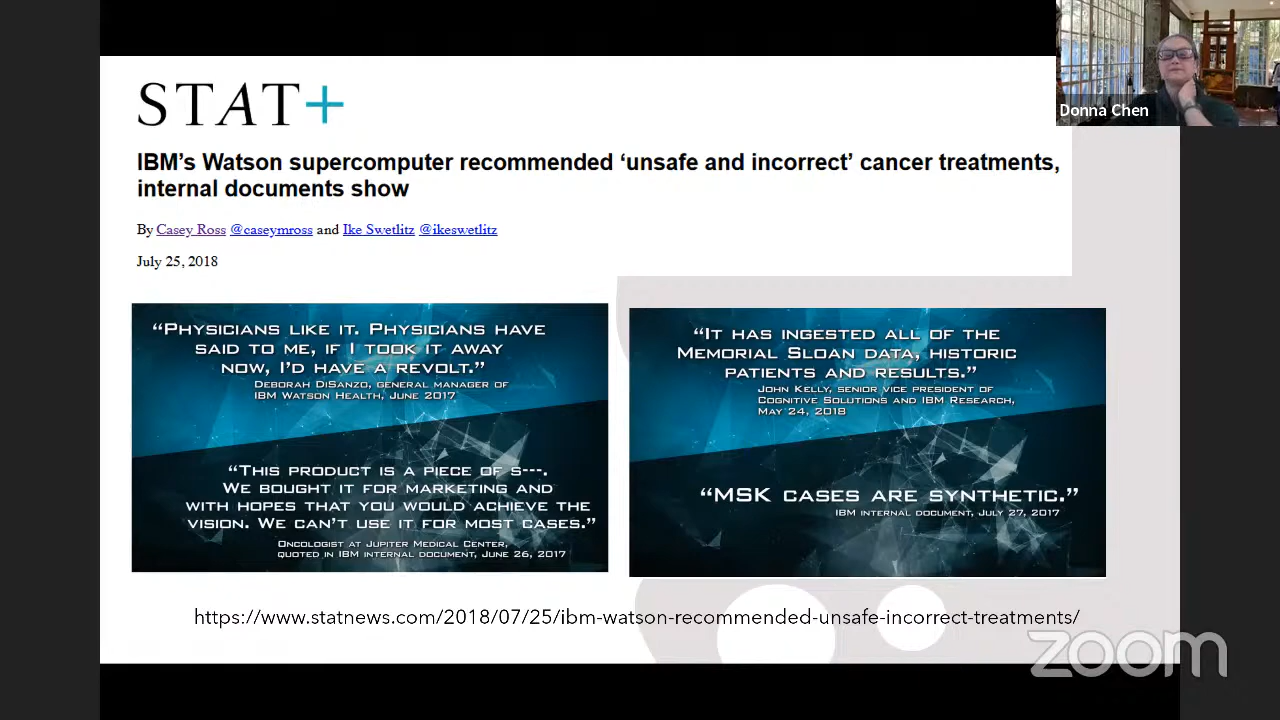 STAT+
Donna Chen
IBM's Watson supercomputer recommended ‘unsafe and incorrect’ cancer treatments,
internal documents show
By Casey Ross @caseymross and Ike Swetlitz @ikeswetlitz
July 25, 2018
“Physicians like it. Physicians have
said to me, if I took it away
now, I'd have a revolt.”
Deborah DiSanzo, general manager of
IBM Watson Health, June 2017
“This product is a piece of s---.
We bought it for marketing and
with hopes that you would achieve the
vision. We can't use it for most cases.”
Oncologist at Jupiter Medical Center,
quoted in IBM internal document, June 26, 2017
“It has ingested all of the
Memorial Sloan data, historic
patients and results.”
John Kelly, senior vice president of
Cognitive Solutions and IBM Research,
May 24, 2018
“MSK cases are synthetic.”
IBM internal document, July 27, 2017
https://www.statnews.com/2018/07/25/ibm-watson-recommended-unsafe-incorrect-treatments/
zoom